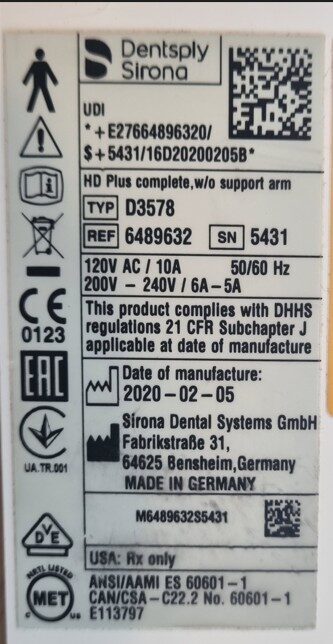 Dentsply
Sirona
UDI
*+E27664896320/
$+5431/16D20200205B*
HD Plus complete,w/o support arm
TYP D3578
REF 6489632 SN 5431
120V AC / 10A 50/60 Hz
200V - 240V / 6A-5A
This product complies with DHHS
regulations 21 CFR Subchapter J
applicable at date of manufacture
Date of manufacture:
2020-02-05
Sirona Dental Systems GmbH
Fabrikstraße 31,
64625 Bensheim,Germany
MADE IN GERMANY
M6489632S5431
USA: Rx only
ANSI/AAMI ES 60601-1
CAN/CSA-C22.2 No. 60601-1
E113797
CE
0123
EAC
UA.TR.001
DVE
NRTL LISTED
MET
C US